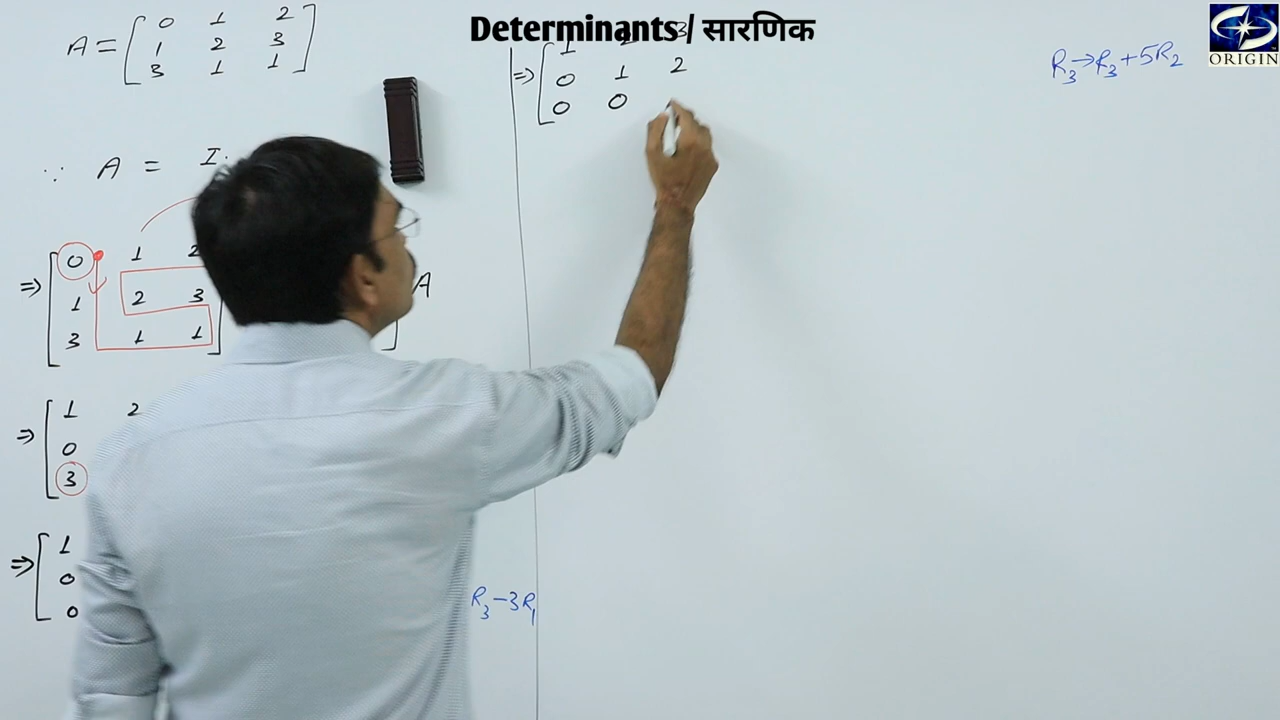 Determinants / सारणिक
ORIGIN
A = [ 0 1 2
1 2 3
3 1 1 ]
∴ A = I.
⇒ [ 0 1 2
1 2 3
3 1 1 ] A
⇒ [ 1 2
0
3
⇒ [ 1
0
0
R₃ - 3R₁
⇒ [ 1 2 3
0 1 2
0 0
R₃ → R₃ + 5R₂